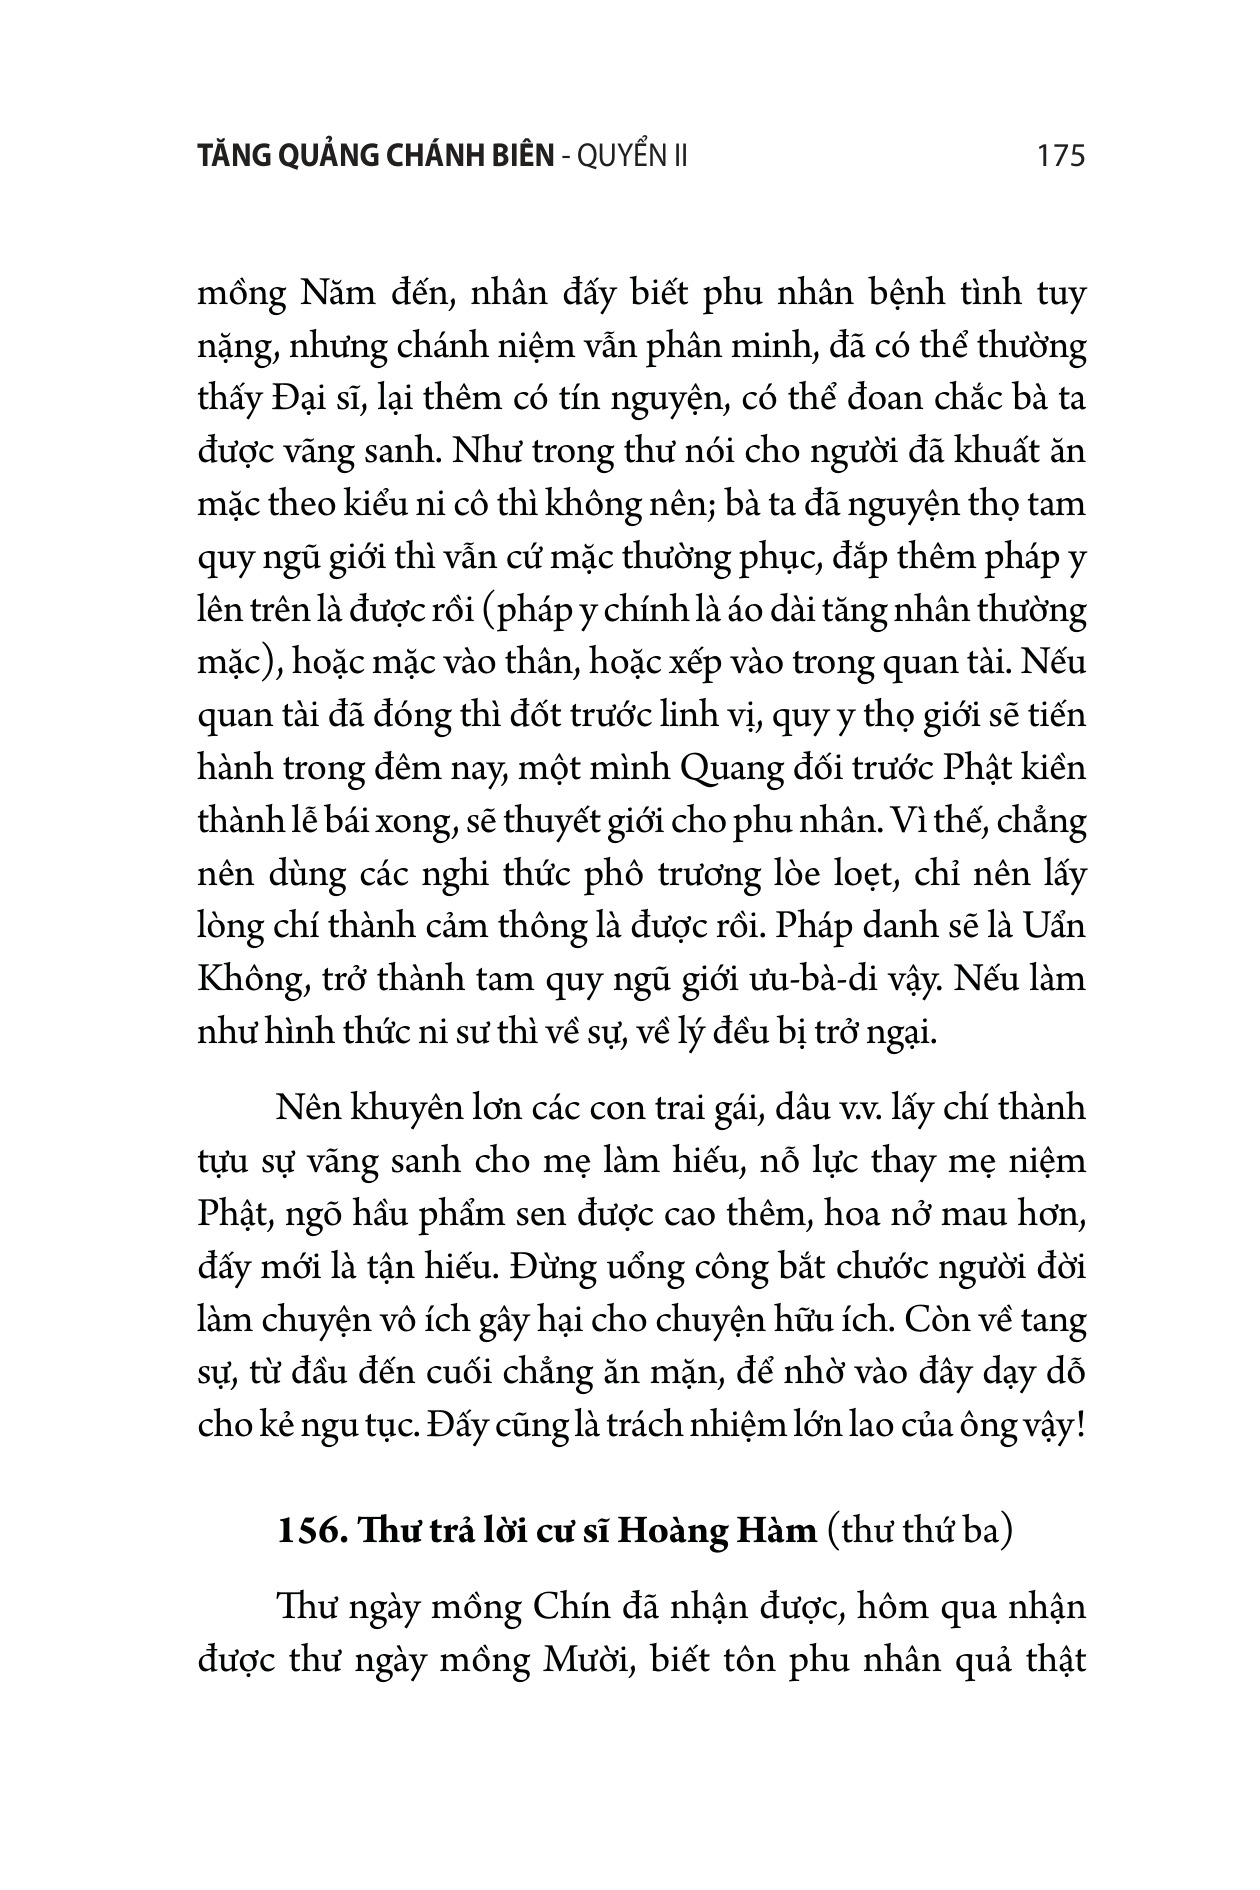 TĂNG QUẢNG CHÁNH BIÊN - QUYỂN II 175
mồng Năm đến, nhân đấy biết phu nhân bệnh tình tuy
nặng, nhưng chánh niệm vẫn phân minh, đã có thể thường
thấy Đại sĩ, lại thêm có tín nguyện, có thể đoan chắc bà ta
được vãng sanh. Như trong thư nói cho người đã khuất ăn
mặc theo kiểu ni cô thì không nên; bà ta đã nguyện thọ tam
quy ngũ giới thì vẫn cứ mặc thường phục, đắp thêm pháp y
lên trên là được rồi (pháp y chính là áo dài tăng nhân thường
mặc), hoặc mặc vào thân, hoặc xếp vào trong quan tài. Nếu
quan tài đã đóng thì đốt trước linh vị, quy y thọ giới sẽ tiến
hành trong đêm nay, một mình Quang đối trước Phật kiền
thành lễ bái xong, sẽ thuyết giới cho phu nhân. Vì thế, chẳng
nên dùng các nghi thức phô trương lòe loẹt, chỉ nên lấy
lòng chí thành cảm thông là được rồi. Pháp danh sẽ là Uẩn
Không, trở thành tam quy ngũ giới ưu-bà-di vậy. Nếu làm
như hình thức ni sư thì về sự, về lý đều bị trở ngại.
Nên khuyên lơn các con trai gái, dâu v.v. lấy chí thành
tựu sự vãng sanh cho mẹ làm hiếu, nỗ lực thay mẹ niệm
Phật, ngõ hầu phẩm sen được cao thêm, hoa nở mau hơn,
đấy mới là tận hiếu. Đừng uổng công bắt chước người đời
làm chuyện vô ích gây hại cho chuyện hữu ích. Còn về tang
sự, từ đầu đến cuối chẳng ăn mặn, để nhờ vào đây dạy dỗ
cho kẻ ngu tục. Đấy cũng là trách nhiệm lớn lao của ông vậy!
156. Thư trả lời cư sĩ Hoàng Hàm (thư thứ ba)
Thư ngày mồng Chín đã nhận được, hôm qua nhận
được thư ngày mồng Mười, biết tôn phu nhân quả thật